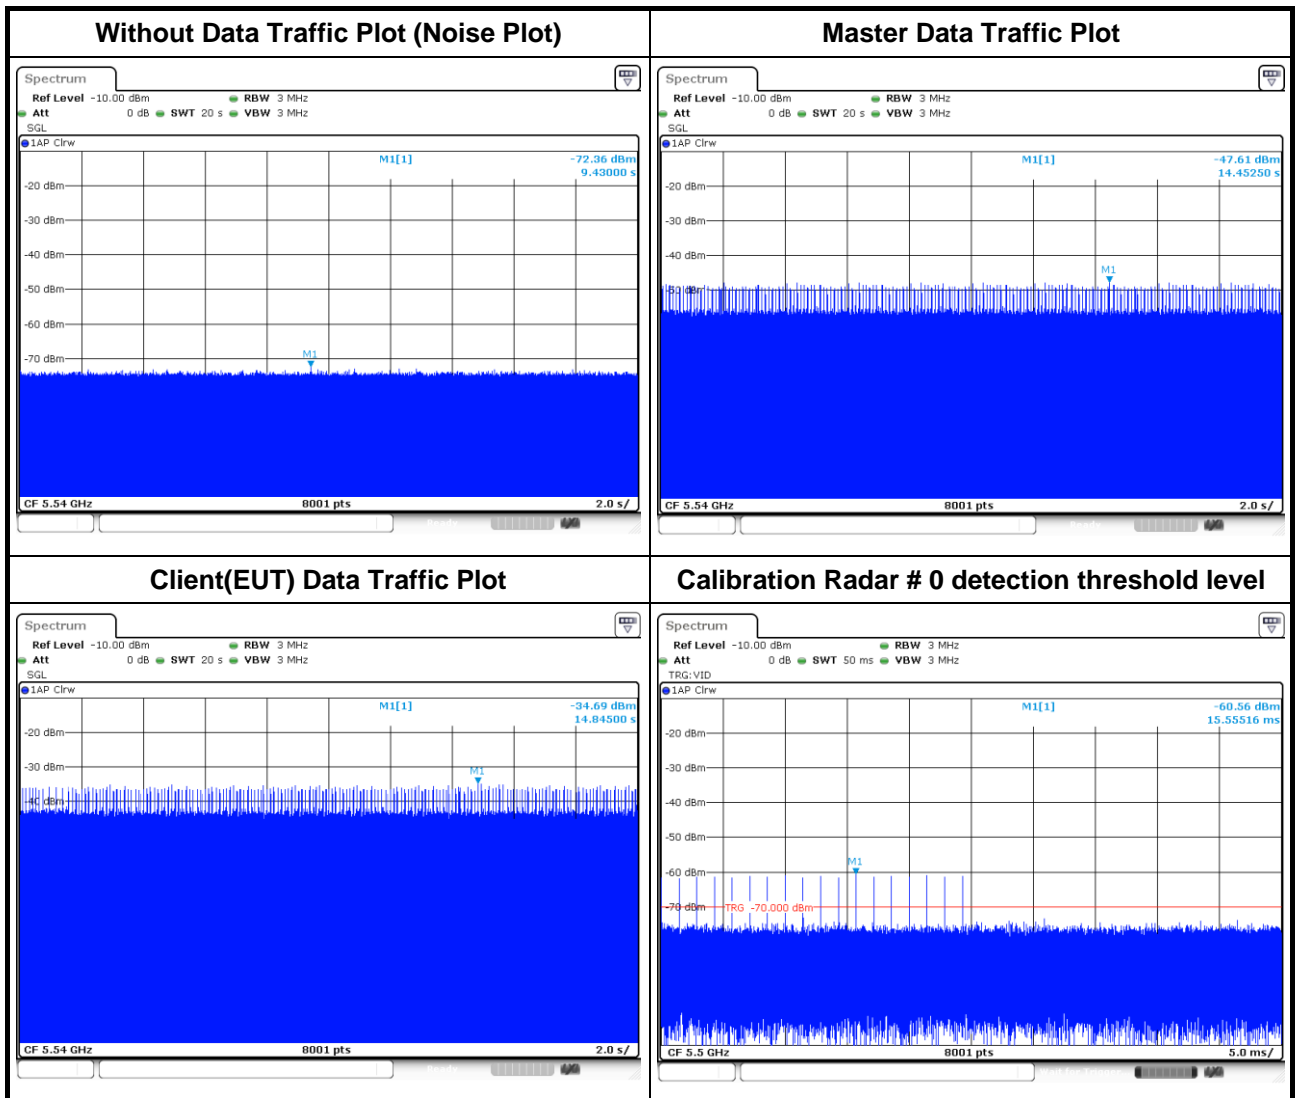 Without Data Traffic Plot (Noise Plot)
Spectrum
Ref Level -10.00 dBm RBW 3 MHz
Att 0 dB SWT 20 s VBW 3 MHz
SGL
1AP Clrw
M1[1] -72.36 dBm
9.43000 s
-20 dBm
-30 dBm
-40 dBm
-50 dBm
-60 dBm
-70 dBm
M1
CF 5.54 GHz 8001 pts 2.0 s/
Ready
Master Data Traffic Plot
Spectrum
Ref Level -10.00 dBm RBW 3 MHz
Att 0 dB SWT 20 s VBW 3 MHz
SGL
1AP Clrw
M1[1] -47.61 dBm
14.45250 s
-20 dBm
-30 dBm
-40 dBm
M1
-50 dBm
CF 5.54 GHz 8001 pts 2.0 s/
Ready
Client(EUT) Data Traffic Plot
Spectrum
Ref Level -10.00 dBm RBW 3 MHz
Att 0 dB SWT 20 s VBW 3 MHz
SGL
1AP Clrw
M1[1] -34.69 dBm
14.84500 s
-20 dBm
-30 dBm
M1
-40 dBm
CF 5.54 GHz 8001 pts 2.0 s/
Ready
Calibration Radar # 0 detection threshold level
Spectrum
Ref Level -10.00 dBm RBW 3 MHz
Att 0 dB SWT 50 ms VBW 3 MHz
TRG:VID
1AP Clrw
M1[1] -60.56 dBm
15.55516 ms
-20 dBm
-30 dBm
-40 dBm
-50 dBm
M1
-60 dBm
-70 dBm TRG -70.000 dBm
CF 5.5 GHz 8001 pts 5.0 ms/
Wait for Trigger